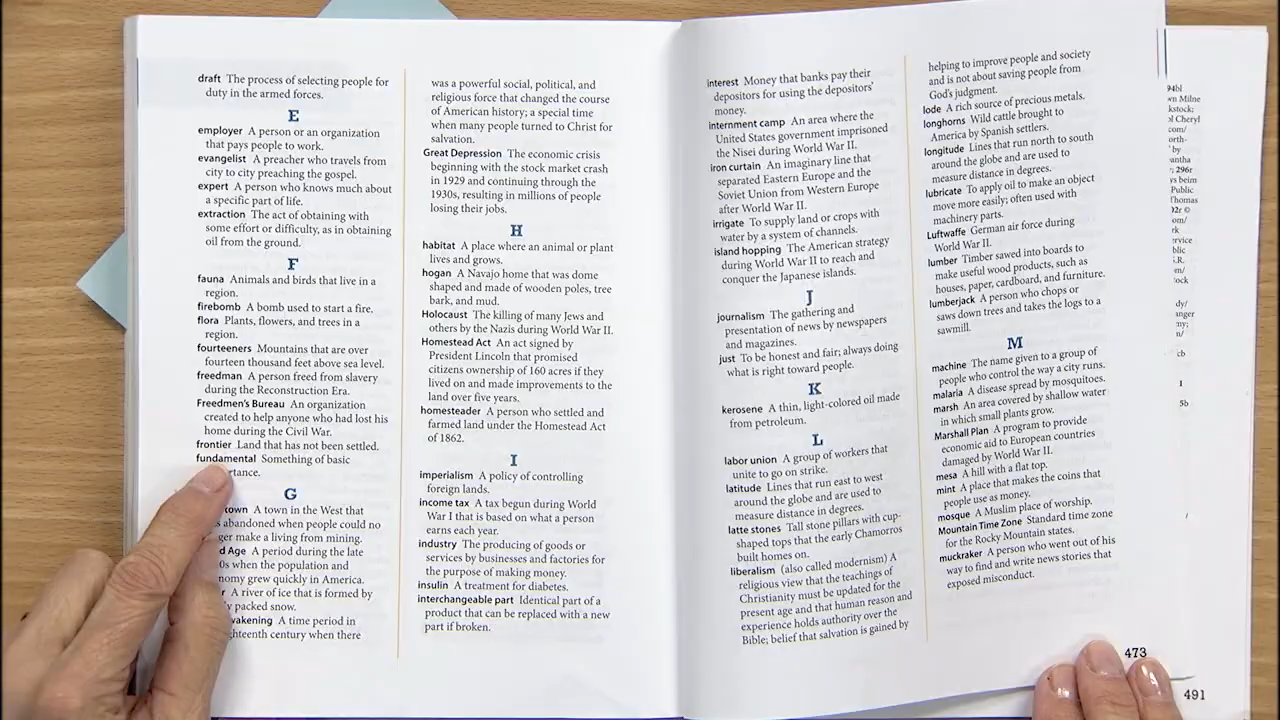 draft The process of selecting people for
duty in the armed forces.
E
employer A person or an organization
that pays people to work.
evangelist A preacher who travels from
city to city preaching the gospel.
expert A person who knows much about
a specific part of life.
extraction The act of obtaining with
some effort or difficulty, as in obtaining
oil from the ground.
F
fauna Animals and birds that live in a
region.
firebomb A bomb used to start a fire.
flora Plants, flowers, and trees in a
region.
fourteeners Mountains that are over
fourteen thousand feet above sea level.
freedman A person freed from slavery
during the Reconstruction Era.
Freedmen's Bureau An organization
created to help anyone who had lost his
home during the Civil War.
frontier Land that has not been settled.
fundamental Something of basic
rtance.
G
town A town in the West that
abandoned when people could no
ger make a living from mining.
d Age A period during the late
0s when the population and
nomy grew quickly in America.
A river of ice that is formed by
packed snow.
wakening A time period in
ghteenth century when there
was a powerful social, political, and
religious force that changed the course
of American history; a special time
when many people turned to Christ for
salvation.
Great Depression The economic crisis
beginning with the stock market crash
in 1929 and continuing through the
1930s, resulting in millions of people
losing their jobs.
H
habitat A place where an animal or plant
lives and grows.
hogan A Navajo home that was dome
shaped and made of wooden poles, tree
bark, and mud.
Holocaust The killing of many Jews and
others by the Nazis during World War II.
Homestead Act An act signed by
President Lincoln that promised
citizens ownership of 160 acres if they
lived on and made improvements to the
land over five years.
homesteader A person who settled and
farmed land under the Homestead Act
of 1862.
I
imperialism A policy of controlling
foreign lands.
income tax A tax begun during World
War I that is based on what a person
earns each year.
industry The producing of goods or
services by businesses and factories for
the purpose of making money.
insulin A treatment for diabetes.
interchangeable part Identical part of a
product that can be replaced with a new
part if broken.
interest Money that banks pay their
depositors for using the depositors'
money.
internment camp An area where the
United States government imprisoned
the Nisei during World War II.
iron curtain An imaginary line that
separated Eastern Europe and the
Soviet Union from Western Europe
after World War II.
irrigate To supply land or crops with
water by a system of channels.
island hopping The American strategy
during World War II to reach and
conquer the Japanese islands.
J
journalism The gathering and
presentation of news by newspapers
and magazines.
just To be honest and fair; always doing
what is right toward people.
K
kerosene A thin, light-colored oil made
from petroleum.
L
labor union A group of workers that
unite to go on strike.
latitude Lines that run east to west
around the globe and are used to
measure distance in degrees.
latte stones Tall stone pillars with cup-
shaped tops that the early Chamorros
built homes on.
liberalism (also called modernism) A
religious view that the teachings of
Christianity must be updated for the
present age and that human reason and
experience holds authority over the
Bible; belief that salvation is gained by
helping to improve people and society
and is not about saving people from
God's judgment.
lode A rich source of precious metals.
longhorns Wild cattle brought to
America by Spanish settlers.
longitude Lines that run north to south
around the globe and are used to
measure distance in degrees.
lubricate To apply oil to make an object
move more easily; often used with
machinery parts.
Luftwaffe German air force during
World War II.
lumber Timber sawed into boards to
make useful wood products, such as
houses, paper, cardboard, and furniture.
lumberjack A person who chops or
saws down trees and takes the logs to a
sawmill.
M
machine The name given to a group of
people who control the way a city runs.
malaria A disease spread by mosquitoes.
marsh An area covered by shallow water
in which small plants grow.
Marshall Plan A program to provide
economic aid to European countries
damaged by World War II.
mesa A hill with a flat top.
mint A place that makes the coins that
people use as money.
mosque A Muslim place of worship.
Mountain Time Zone Standard time zone
for the Rocky Mountain states.
muckraker A person who went out of his
way to find and write news stories that
exposed misconduct.
473
94bl
wn Milne
kstock;
ol Cheryl
com/
orth-
by
antha
; 296r
ys beim
Public
Thomas
02r ©
om/
rk
ervice
blic
S.R.
m/
ock
dy/
anger
my;
n/
cb
1
5b
491